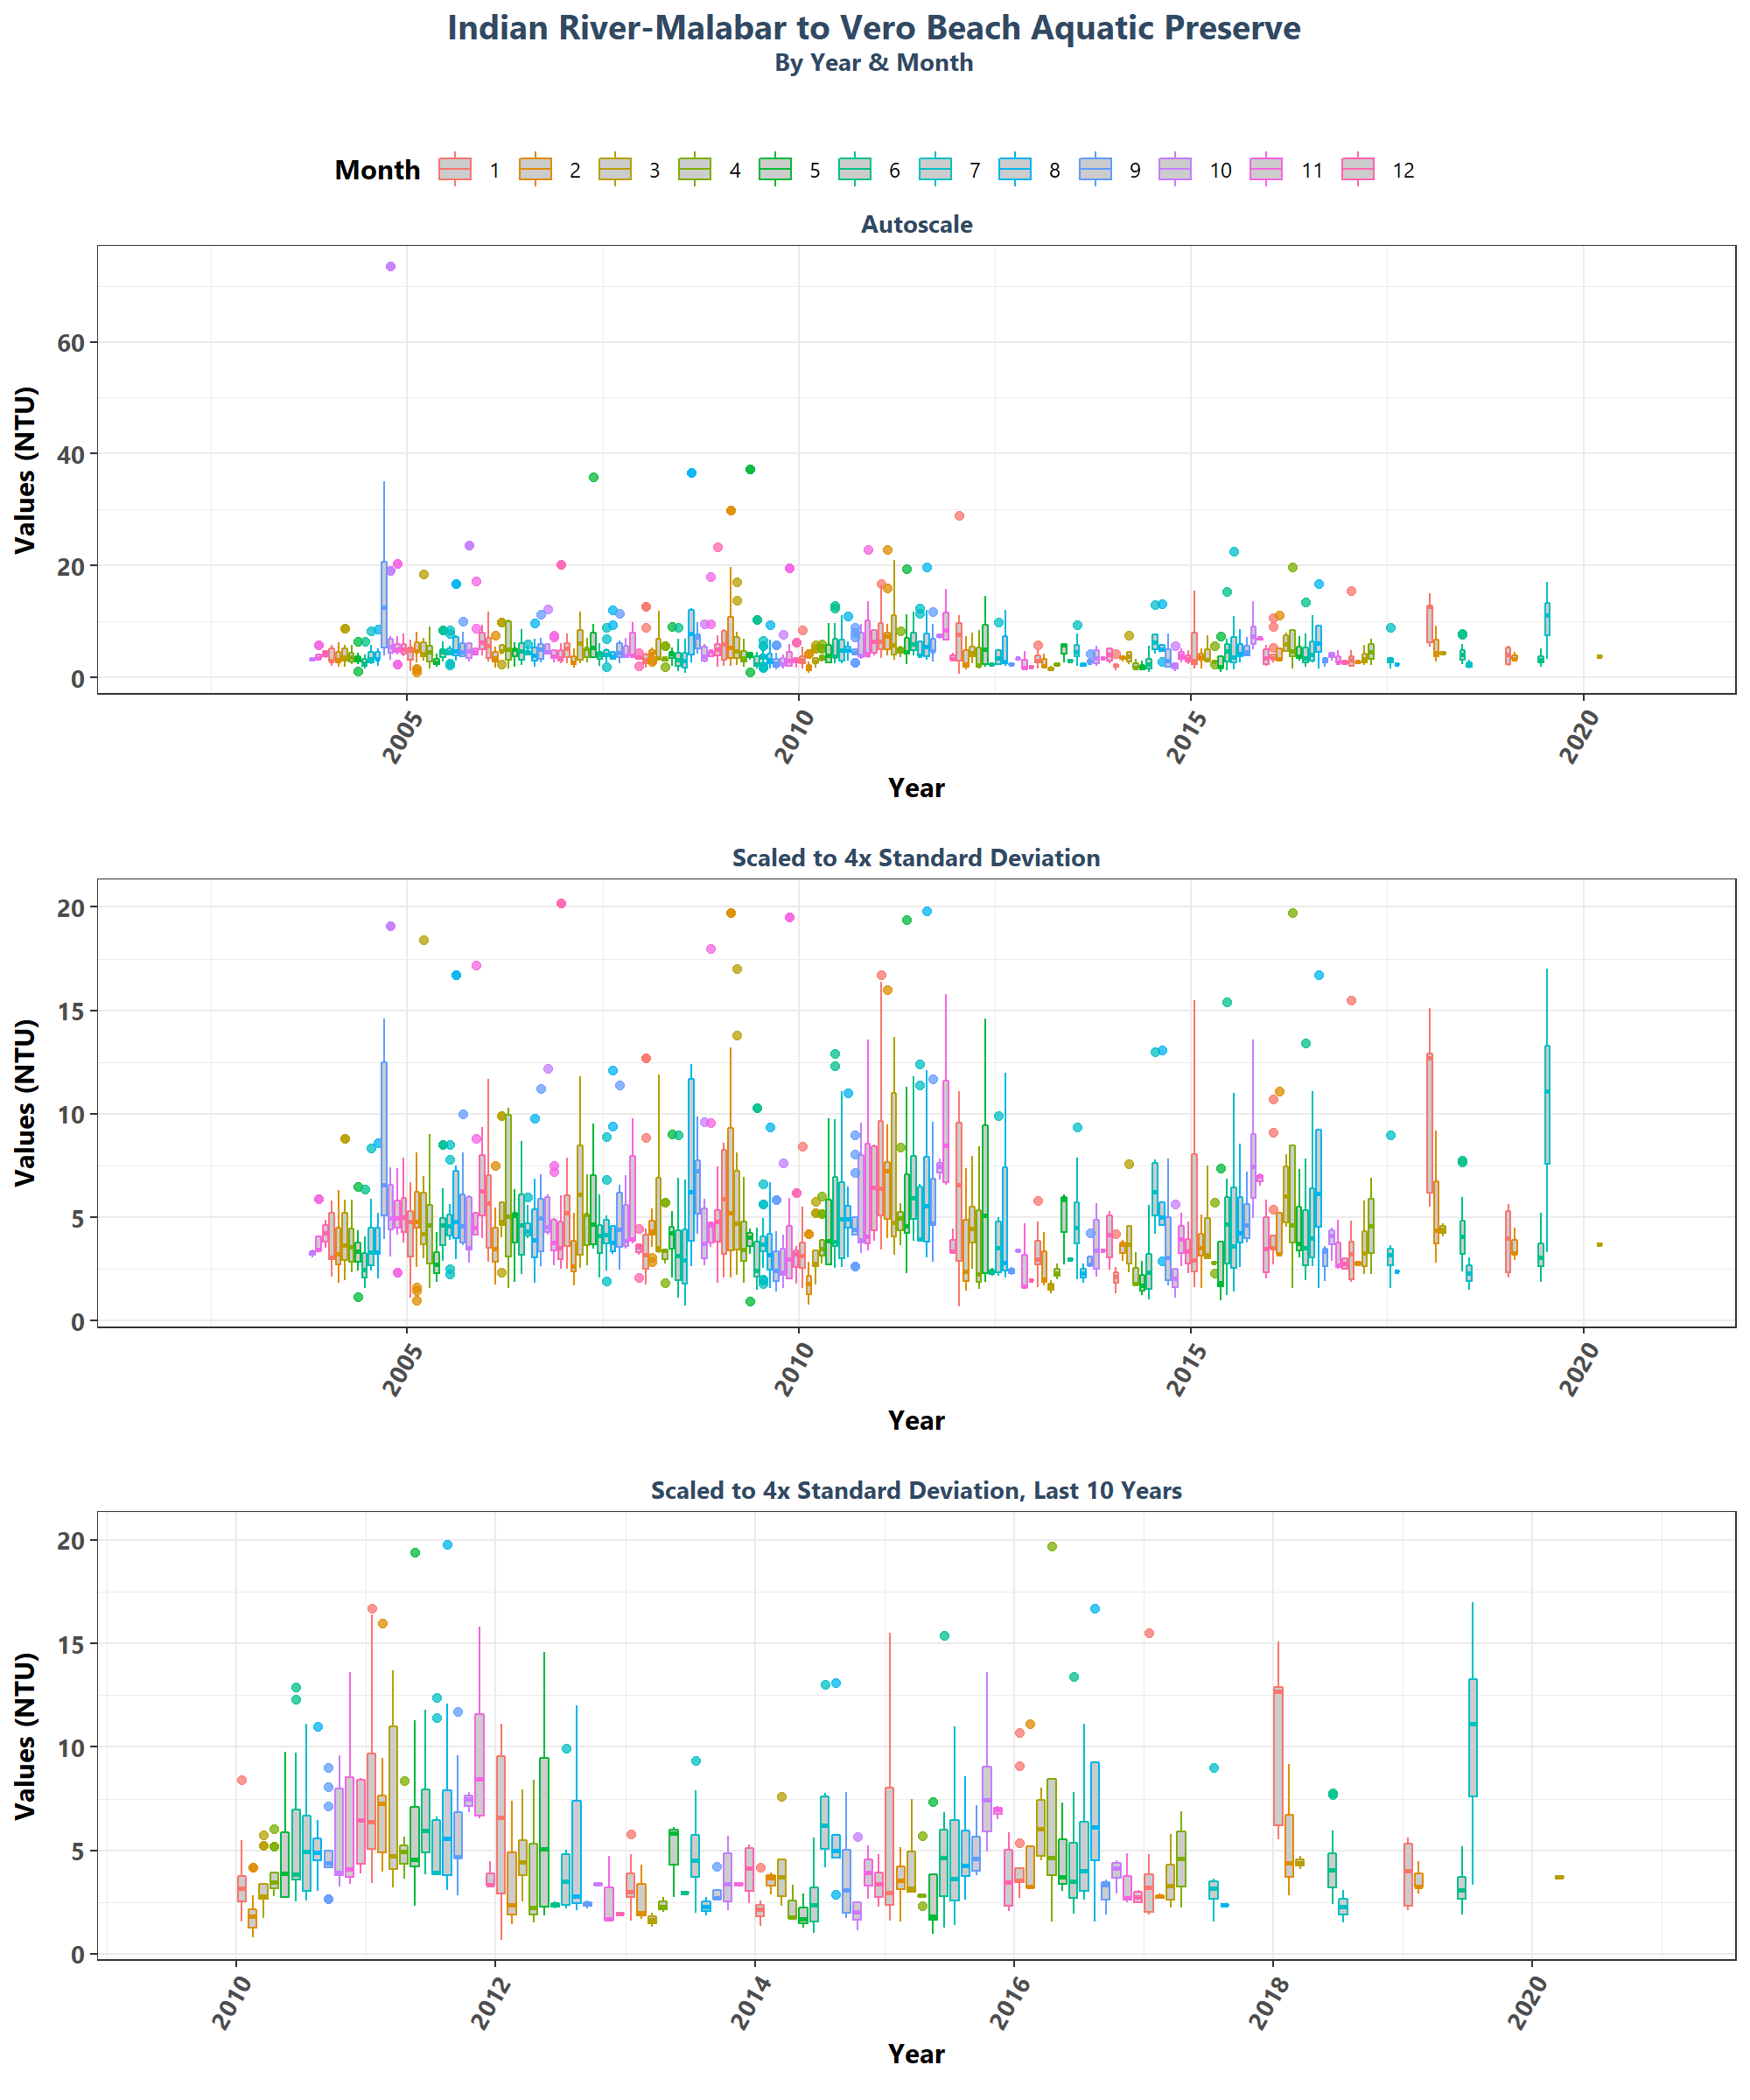 Indian River-Malabar to Vero Beach Aquatic Preserve
By Year & Month
Month 1 2 3 4 5 6 7 8 9 10 11 12
Autoscale
Values (NTU)
60
40
20
0
2005 2010 2015 2020
Year
Scaled to 4x Standard Deviation
Values (NTU)
20
15
10
5
0
2005 2010 2015 2020
Year
Scaled to 4x Standard Deviation, Last 10 Years
Values (NTU)
20
15
10
5
0
2010 2012 2014 2016 2018 2020
Year